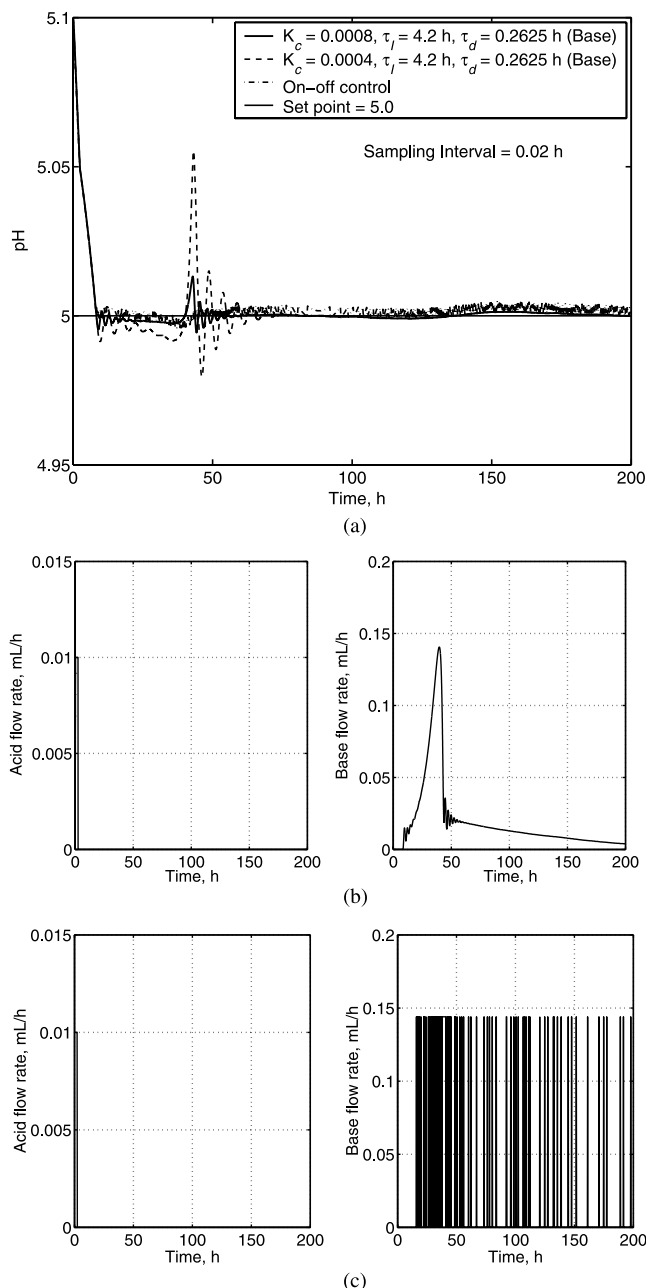 5.1
K_c = 0.0008, τ_I = 4.2 h, τ_d = 0.2625 h (Base)
K_c = 0.0004, τ_I = 4.2 h, τ_d = 0.2625 h (Base)
On−off control
Set point = 5.0
Sampling Interval = 0.02 h
5.05
pH
5
4.95
0 50 100 150 200
Time, h
(a)
0.015 0.2
0.15
0.01
0.1
0.005
0.05
0 0
Acid flow rate, mL/h Base flow rate, mL/h
0 50 100 150 200 0 50 100 150 200
Time, h Time, h
(b)
0.015 0.2
0.15
0.01
0.1
0.005
0.05
0 0
Acid flow rate, mL/h Base flow rate, mL/h
0 50 100 150 200 0 50 100 150 200
Time, h Time, h
(c)